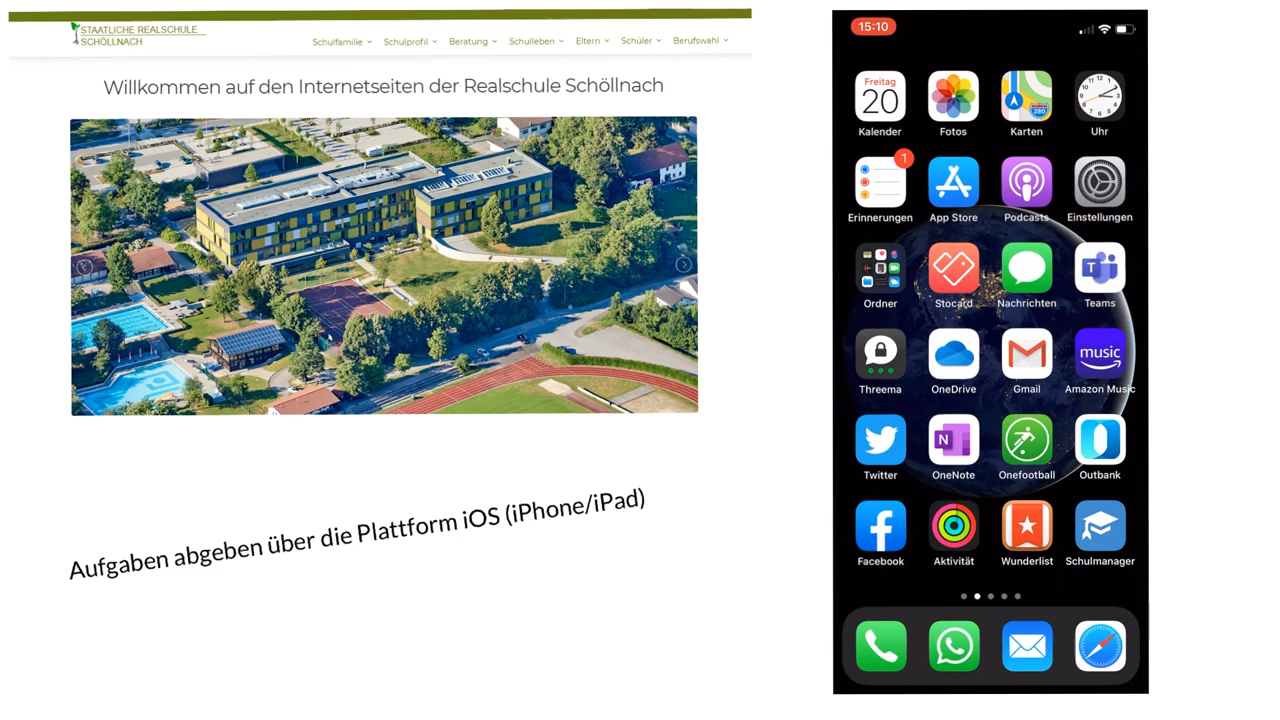 STAATLICHE REALSCHULE
SCHÖLLNACH
Schulfamilie Schulprofil Beratung Schulleben Eltern Schüler Berufswahl
Willkommen auf den Internetseiten der Realschule Schöllnach
Aufgaben abgeben über die Plattform iOS (iPhone/iPad)
15:10
Freitag
20
280
Kalender Fotos Karten Uhr
1
Erinnerungen App Store Podcasts Einstellungen
T
Ordner Stocard Nachrichten Teams
music
Threema OneDrive Gmail Amazon Music
N
Twitter OneNote Onefootball Outbank
Facebook Aktivität Wunderlist Schulmanager